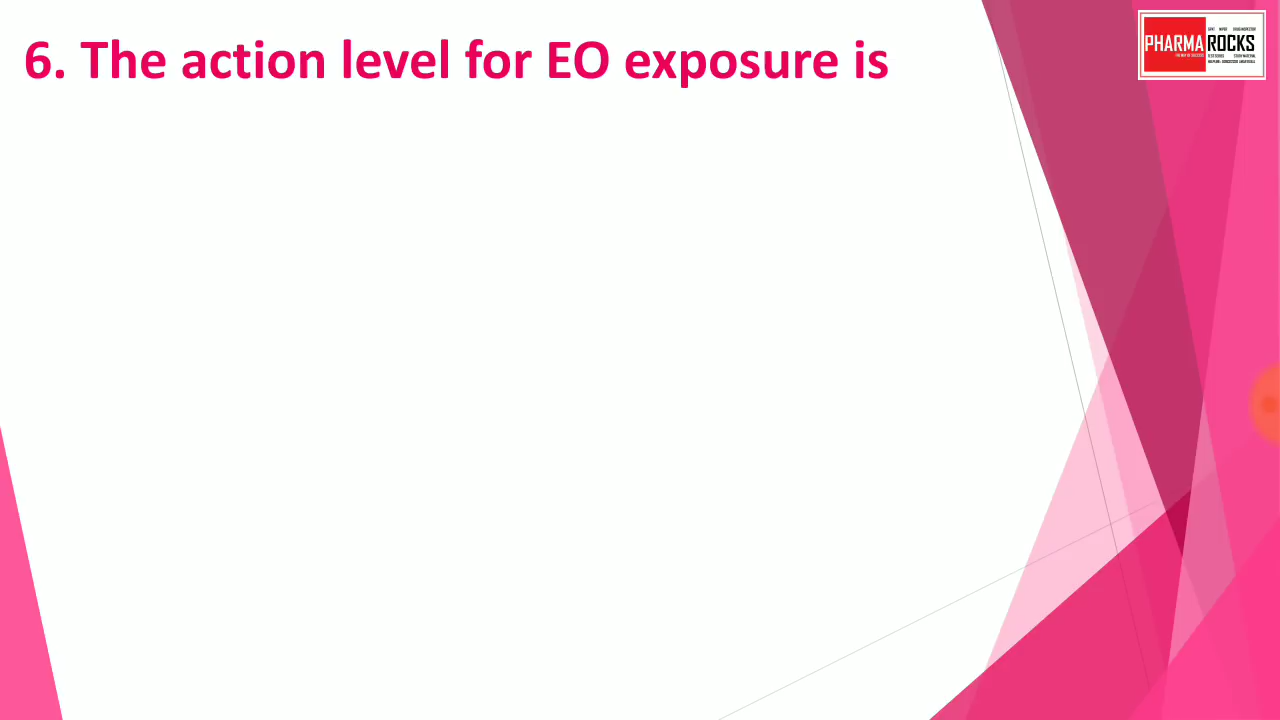 6. The action level for EO exposure is
PHARMA ROCKS